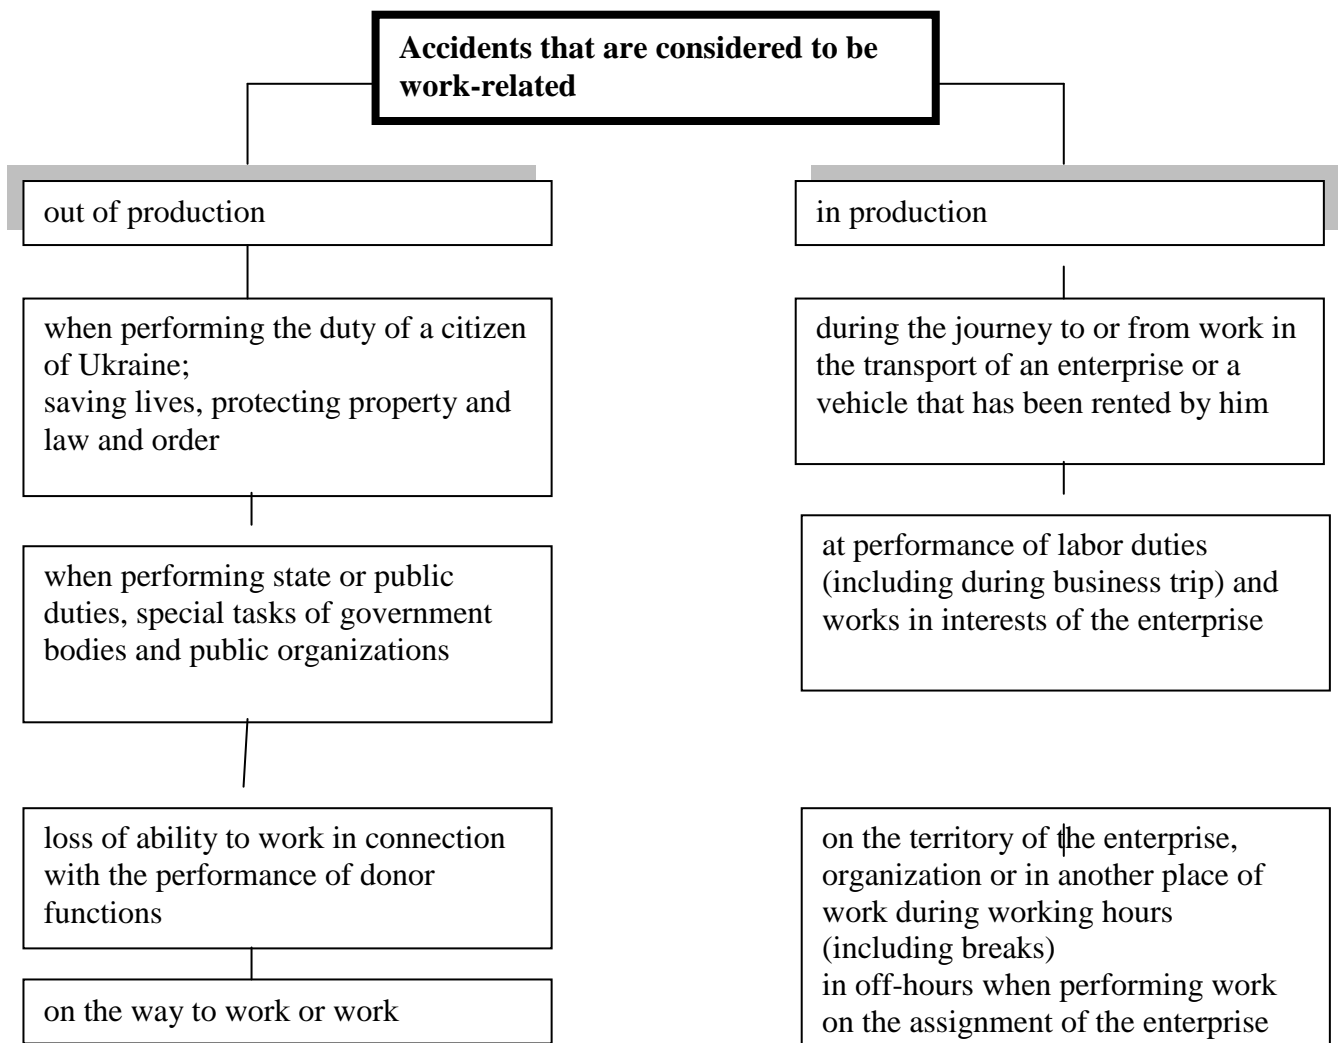 Accidents that are considered to be
work-related
out of production
when performing the duty of a citizen
of Ukraine;
saving lives, protecting property and
law and order
when performing state or public
duties, special tasks of government
bodies and public organizations
loss of ability to work in connection
with the performance of donor
functions
on the way to work or work
in production
during the journey to or from work in
the transport of an enterprise or a
vehicle that has been rented by him
at performance of labor duties
(including during business trip) and
works in interests of the enterprise
on the territory of the enterprise,
organization or in another place of
work during working hours
(including breaks)
in off-hours when performing work
on the assignment of the enterprise